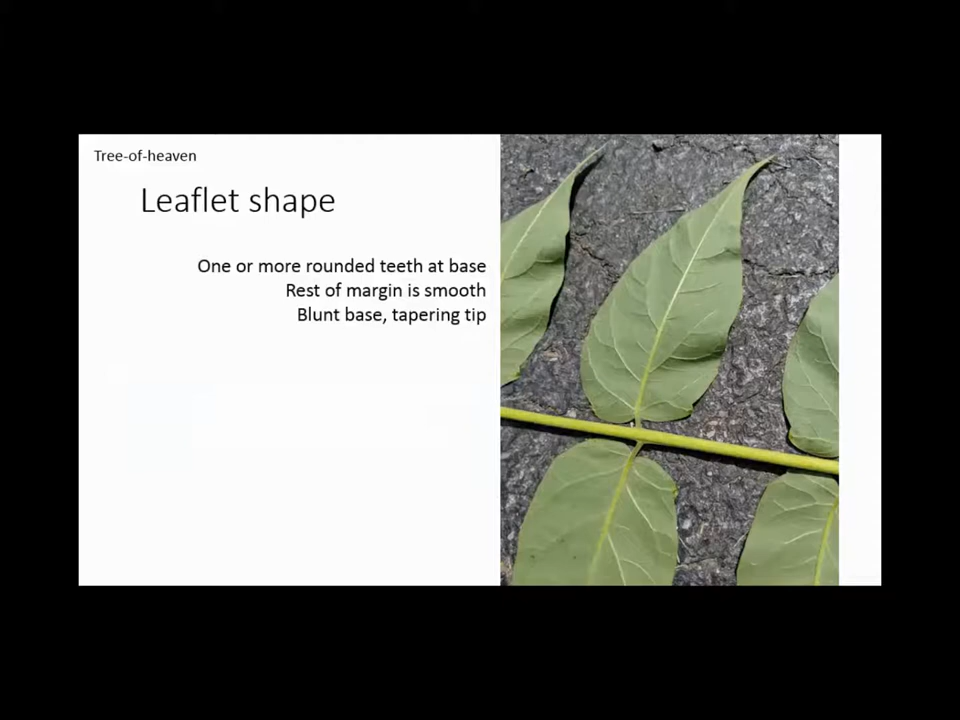 Tree-of-heaven
Leaflet shape
One or more rounded teeth at base
Rest of margin is smooth
Blunt base, tapering tip